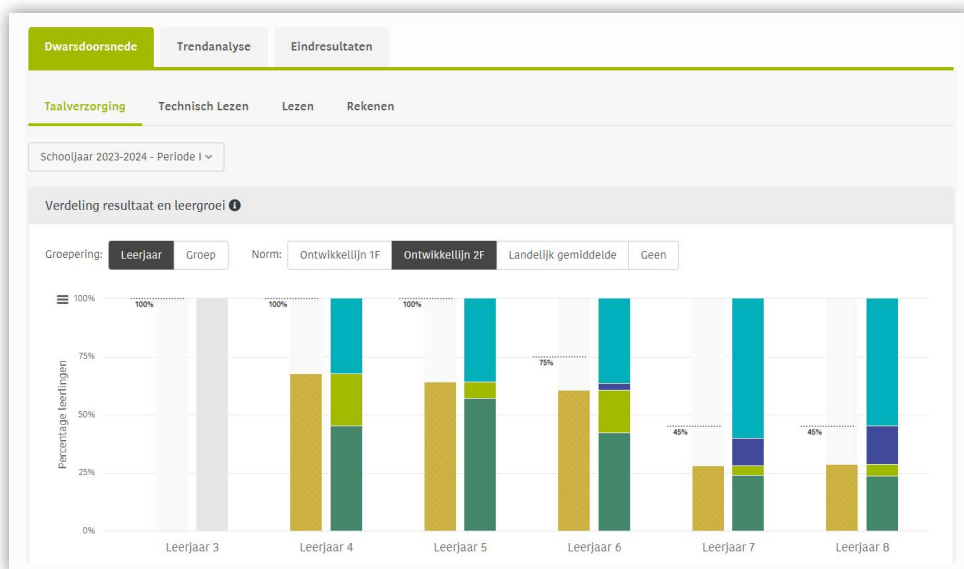 Dwarsdoorsnede Trendanalyse Eindresultaten
Taalverzorging Technisch Lezen Lezen Rekenen
Schooljaar 2023-2024 - Periode I
Verdeling resultaat en leergroei
Groepering: Leerjaar Groep Norm: Ontwikkellijn 1F Ontwikkellijn 2F Landelijk gemiddelde Geen
100%
100% 100% 100%
75%
75%
50%
45% 45%
25%
0%
Percentage leerlingen
Leerjaar 3 Leerjaar 4 Leerjaar 5 Leerjaar 6 Leerjaar 7 Leerjaar 8